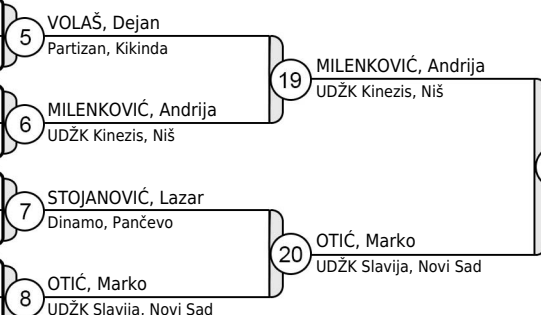 5
VOLAŠ, Dejan
Partizan, Kikinda
6
MILENKOVIĆ, Andrija
UDŽK Kinezis, Niš
19
MILENKOVIĆ, Andrija
UDŽK Kinezis, Niš
7
STOJANOVIĆ, Lazar
Dinamo, Pančevo
8
OTIĆ, Marko
UDŽK Slavija, Novi Sad
20
OTIĆ, Marko
UDŽK Slavija, Novi Sad